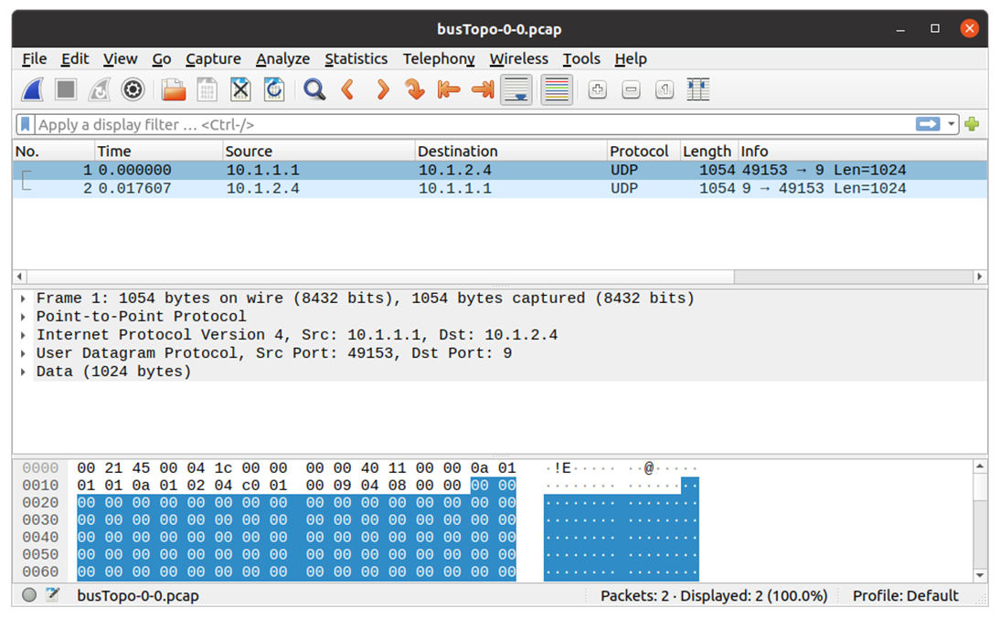 busTopo-0-0.pcap
File Edit View Go Capture Analyze Statistics Telephony Wireless Tools Help
Apply a display filter … <Ctrl-/>
No. Time Source Destination Protocol Length Info
1 0.000000 10.1.1.1 10.1.2.4 UDP 1054 49153 → 9 Len=1024
2 0.017607 10.1.2.4 10.1.1.1 UDP 1054 9 → 49153 Len=1024
Frame 1: 1054 bytes on wire (8432 bits), 1054 bytes captured (8432 bits)
Point-to-Point Protocol
Internet Protocol Version 4, Src: 10.1.1.1, Dst: 10.1.2.4
User Datagram Protocol, Src Port: 49153, Dst Port: 9
Data (1024 bytes)
0000 00 21 45 00 04 1c 00 00 00 00 40 11 00 00 0a 01 ·!E····· ··@·····
0010 01 01 0a 01 02 04 c0 01 00 09 04 08 00 00 00 00 ········ ········
0020 00 00 00 00 00 00 00 00 00 00 00 00 00 00 00 00 ········ ········
0030 00 00 00 00 00 00 00 00 00 00 00 00 00 00 00 00 ········ ········
0040 00 00 00 00 00 00 00 00 00 00 00 00 00 00 00 00 ········ ········
0050 00 00 00 00 00 00 00 00 00 00 00 00 00 00 00 00 ········ ········
0060 00 00 00 00 00 00 00 00 00 00 00 00 00 00 00 00 ········ ········
busTopo-0-0.pcap Packets: 2 · Displayed: 2 (100.0%) Profile: Default